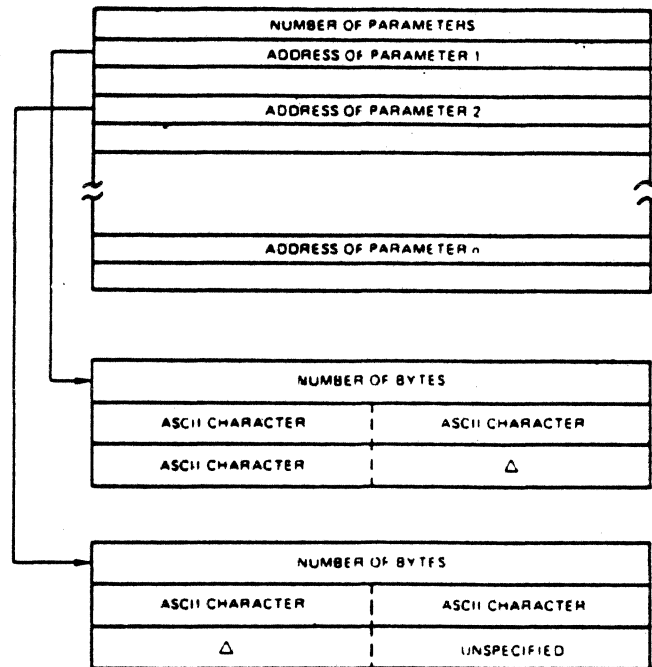 NUMBER OF PARAMETERS
ADDRESS OF PARAMETER 1
ADDRESS OF PARAMETER 2
ADDRESS OF PARAMETER n
NUMBER OF BYTES
ASCII CHARACTER ASCII CHARACTER
ASCII CHARACTER Δ
NUMBER OF BYTES
ASCII CHARACTER ASCII CHARACTER
Δ UNSPECIFIED